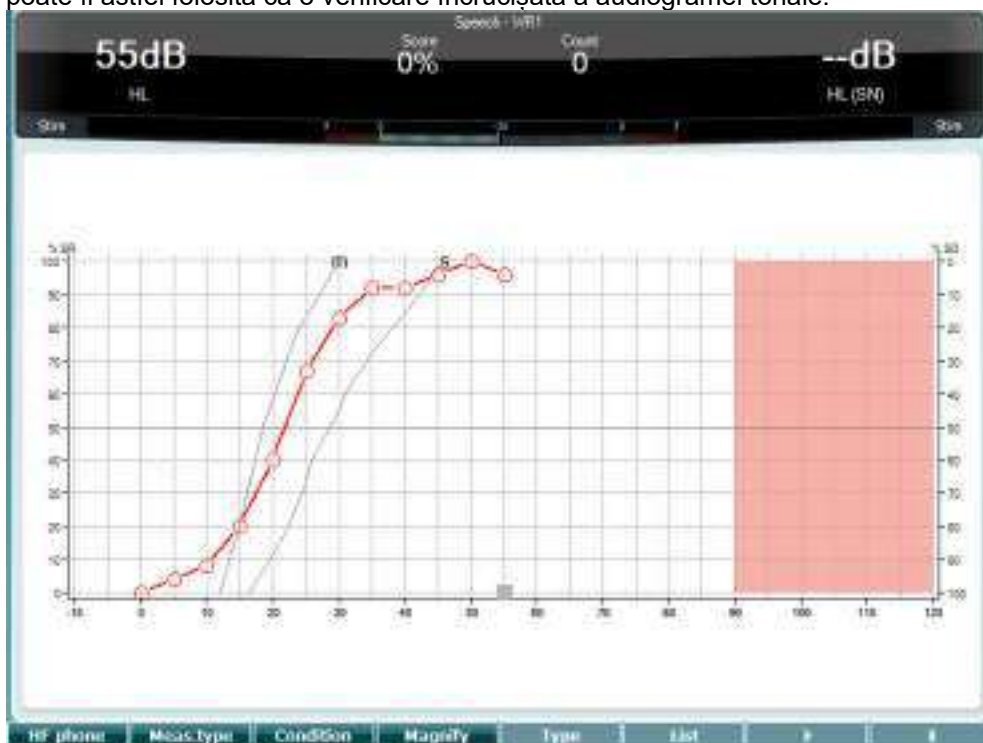 poate fi astfel folosită ca o verificare încrucișată a audiogramei tonale.
Speech - WR1
55dB
Score
Count
--dB
0%
0
HL
HL (SN)
Stim
Stim
100
0
90
10
80
20
70
30
60
40
50
50
40
60
30
70
20
80
10
90
0
100
-10 0 10 20 30 40 50 60 70 80 90 100 110 120
HF phone Meas.type Condition Magnify Type List